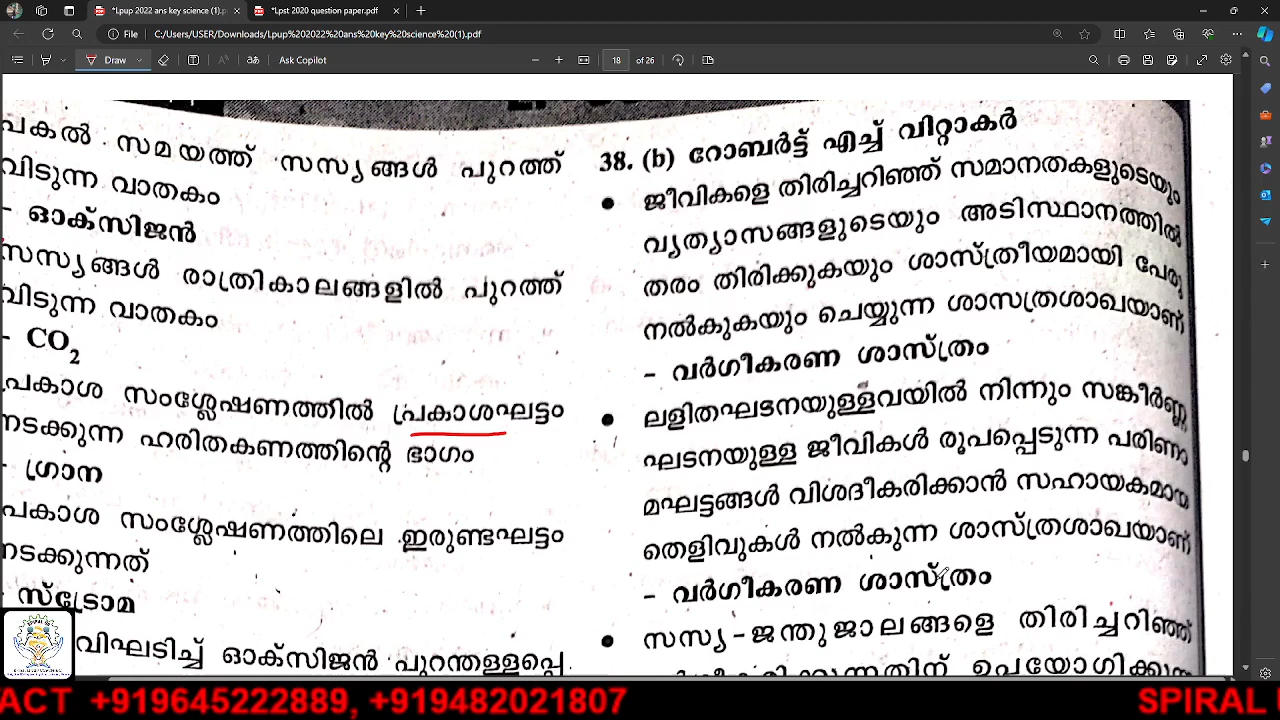 *Lpup 2022 ans key science (1).p
*Lpst 2020 question paper.pdf
File
C:/Users/USER/Downloads/Lpup%202022%20ans%20key%20science%20(1).pdf
Draw
Ask Copilot
18 of 26
പകൽ സമയത്ത് സസ്യങ്ങൾ പുറത്ത്
വിടുന്ന വാതകം
- ഓക്സിജൻ
സസ്യങ്ങൾ രാത്രികാലങ്ങളിൽ പുറത്ത്
വിടുന്ന വാതകം
- CO2
പ്രകാശ സംശ്ലേഷണത്തിൽ പ്രകാശഘട്ടം
നടക്കുന്ന ഹരിതകണത്തിന്റെ ഭാഗം
- ഗ്രാന
പ്രകാശ സംശ്ലേഷണത്തിലെ ഇരുണ്ടഘട്ടം
നടക്കുന്നത്
- സ്ട്രോമ
വിഘടിച്ച് ഓക്സിജൻ പുറന്തള്ളപ്പെ
38. (b) റോബർട്ട് എച്ച് വിറ്റാകർ
● ജീവികളെ തിരിച്ചറിഞ്ഞ് സമാനതകളുടെയും
വ്യത്യാസങ്ങളുടെയും അടിസ്ഥാനത്തിൽ
തരം തിരിക്കുകയും ശാസ്ത്രീയമായി പേരു
നൽകുകയും ചെയ്യുന്ന ശാസത്രശാഖയാണ്
- വർഗീകരണ ശാസ്ത്രം
● ലളിതഘടനയുള്ളവയിൽ നിന്നും സങ്കീർണ്ണ
ഘടനയുള്ള ജീവികൾ രൂപപ്പെടുന്ന പരിണാ
മഘട്ടങ്ങൾ വിശദീകരിക്കാൻ സഹായകമായ
തെളിവുകൾ നൽകുന്ന ശാസ്ത്രശാഖയാണ്
- വർഗീകരണ ശാസ്ത്രം
● സസ്യ-ജന്തുജാലങ്ങളെ തിരിച്ചറിഞ്ഞ്
ഉപയോഗിക്കുന്ന
ACT +919645222889, +919482021807
SPIRAL